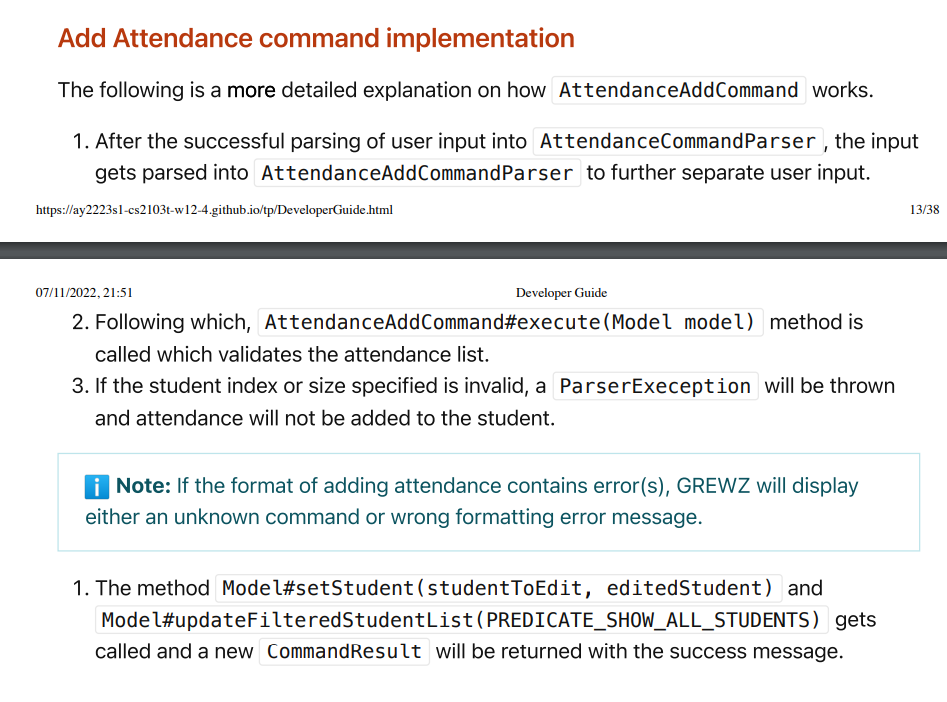 Add Attendance command implementation
The following is a more detailed explanation on how AttendanceAddCommand works.
1. After the successful parsing of user input into AttendanceCommandParser, the input
gets parsed into AttendanceAddCommandParser to further separate user input.
https://ay2223s1-cs2103t-w12-4.github.io/tp/DeveloperGuide.html 13/38
07/11/2022, 21:51 Developer Guide
2. Following which, AttendanceAddCommand#execute(Model model) method is
called which validates the attendance list.
3. If the student index or size specified is invalid, a ParserExeception will be thrown
and attendance will not be added to the student.
ℹ️ Note: If the format of adding attendance contains error(s), GREWZ will display
either an unknown command or wrong formatting error message.
1. The method Model#setStudent(studentToEdit, editedStudent) and
Model#updateFilteredStudentList(PREDICATE_SHOW_ALL_STUDENTS) gets
called and a new CommandResult will be returned with the success message.